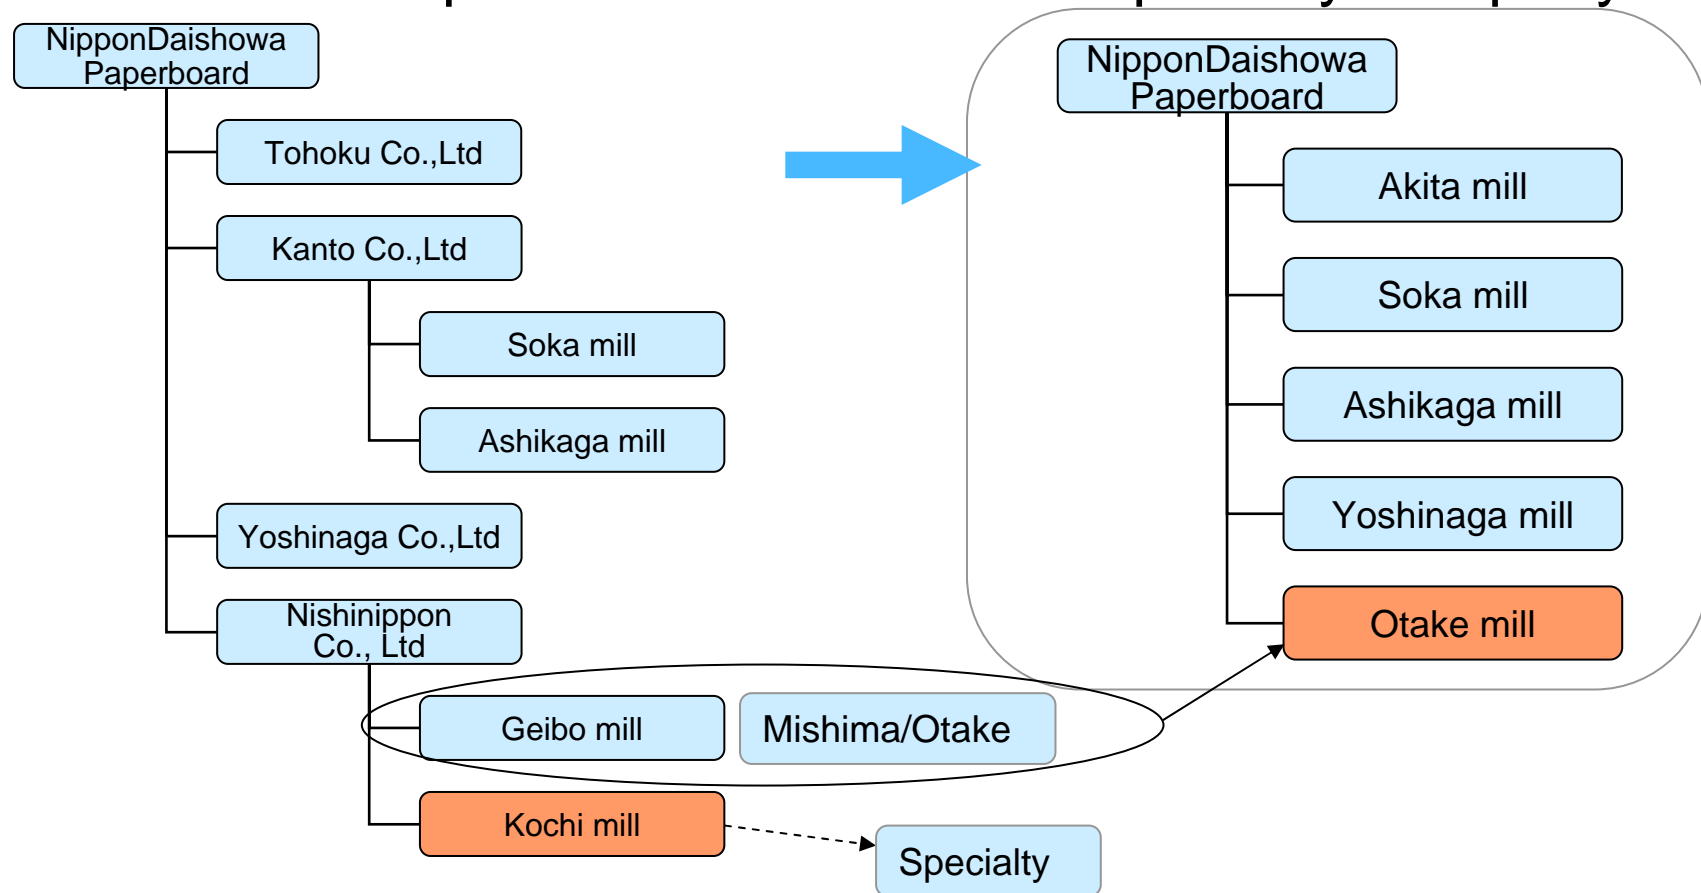 NipponDaishowa
Paperboard
Tohoku Co.,Ltd
Kanto Co.,Ltd
Soka mill
Ashikaga mill
Yoshinaga Co.,Ltd
Nishinippon
Co., Ltd
Geibo mill
Mishima/Otake
Kochi mill
Specialty
NipponDaishowa
Paperboard
Akita mill
Soka mill
Ashikaga mill
Yoshinaga mill
Otake mill